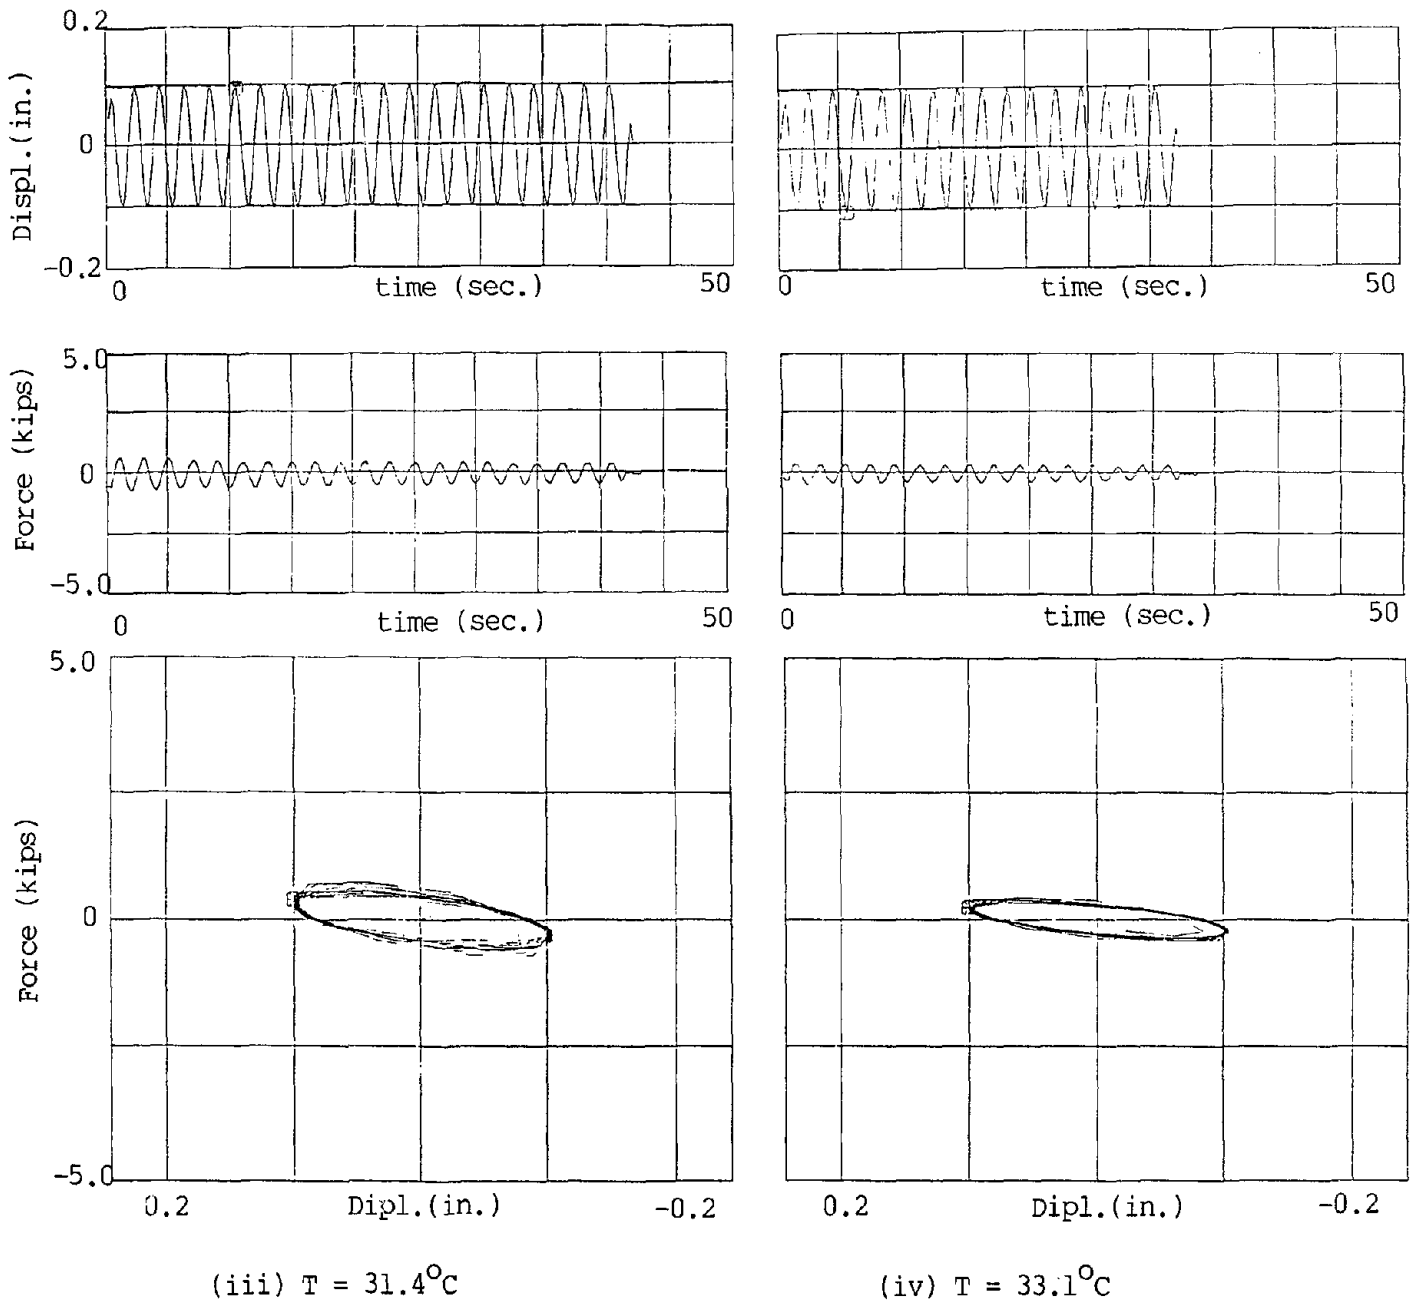 0.2
Displ.(in.)
0
-0.2
0
time (sec.)
50
0
time (sec.)
50
5.0
Force (kips)
0
-5.0
0
time (sec.)
50
0
time (sec.)
50
5.0
Force (kips)
0
-5.0
0.2
Dipl.(in.)
-0.2
0.2
Dipl.(in.)
-0.2
(iii) T = 31.4°C
(iv) T = 33.1°C